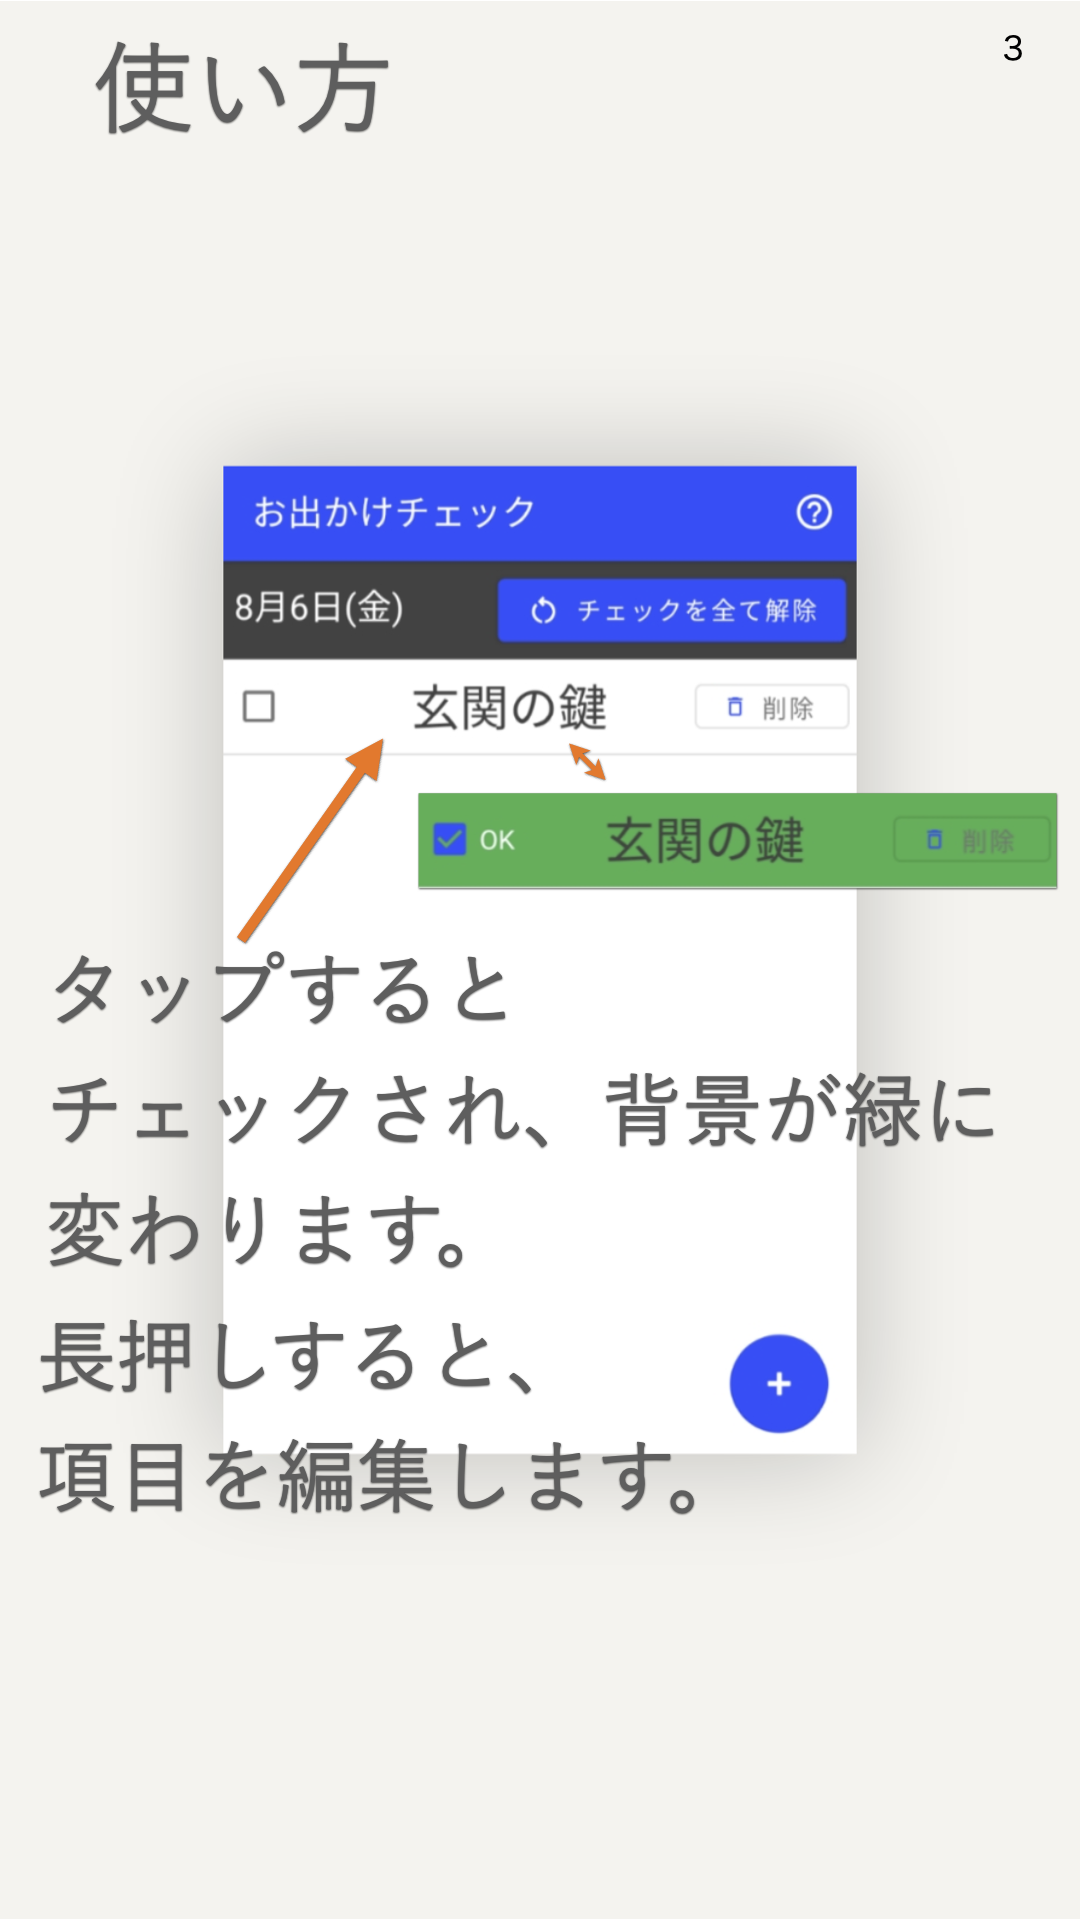 使い方
3
お出かけチェック
8月6日(金)
チェックを全て解除
玄関の鍵
削除
OK
玄関の鍵
削除
タップすると
チェックされ、背景が緑に
変わります。
長押しすると、
項目を編集します。